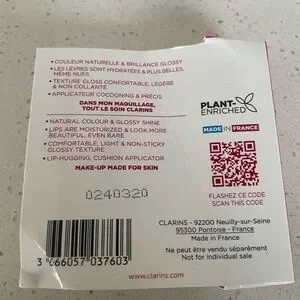 • COULEUR NATURELLE & BRILLANCE GLOSSY
• LES LÈVRES SONT HYDRATÉES & PLUS BELLES,
MÊME NUES
• TEXTURE GLOSS CONFORTABLE, LÉGÈRE
& NON COLLANTE
• APPLICATEUR COCOONING & PRÉCIS
DANS MON MAQUILLAGE,
TOUT LE SOIN CLARINS
• NATURAL COLOUR & GLOSSY SHINE
• LIPS ARE MOISTURIZED & LOOK MORE
BEAUTIFUL, EVEN BARE
• COMFORTABLE, LIGHT & NON-STICKY
GLOSSY TEXTURE
• LIP-HUGGING, CUSHION APPLICATOR
MAKE-UP MADE FOR SKIN
0240320
PLANT-
ENRICHED
MADE IN FRANCE
FLASHEZ CE QR CODE
SCAN THIS QR CODE
CLARINS - 92200 Neuilly-sur-Seine
95300 Pontoise - France
Made in France
Ne peut être vendu séparément
Not for individual sale
3 666057 037603
www.clarins.com